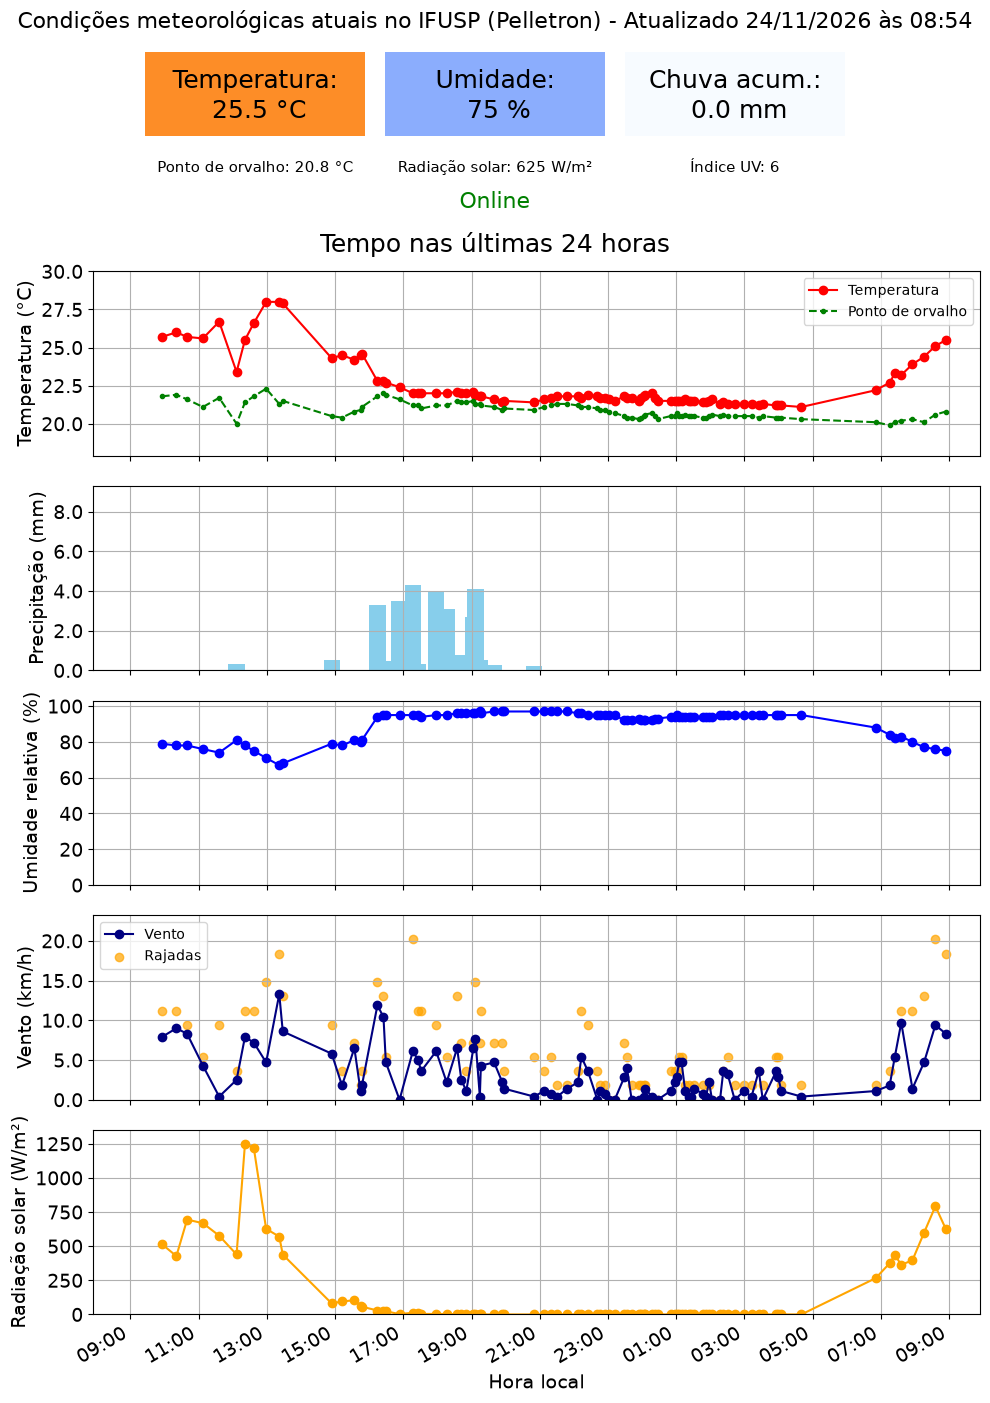 Condições meteorológicas atuais no IFUSP (Pelletron) - Atualizado 24/11/2026 às 08:54
Temperatura:
25.5 °C
Umidade:
75 %
Chuva acum.:
0.0 mm
Ponto de orvalho: 20.8 °C
Radiação solar: 625 W/m²
Índice UV: 6
Online
Tempo nas últimas 24 horas
Temperatura (°C)
30.0
27.5
25.0
22.5
20.0
Temperatura
Ponto de orvalho
Precipitação (mm)
8.0
6.0
4.0
2.0
0.0
Umidade relativa (%)
100
80
60
40
20
0
Vento (km/h)
20.0
15.0
10.0
5.0
0.0
Vento
Rajadas
Radiação solar (W/m²)
1250
1000
750
500
250
0
09:00
11:00
13:00
15:00
17:00
19:00
21:00
23:00
01:00
03:00
05:00
07:00
09:00
Hora local